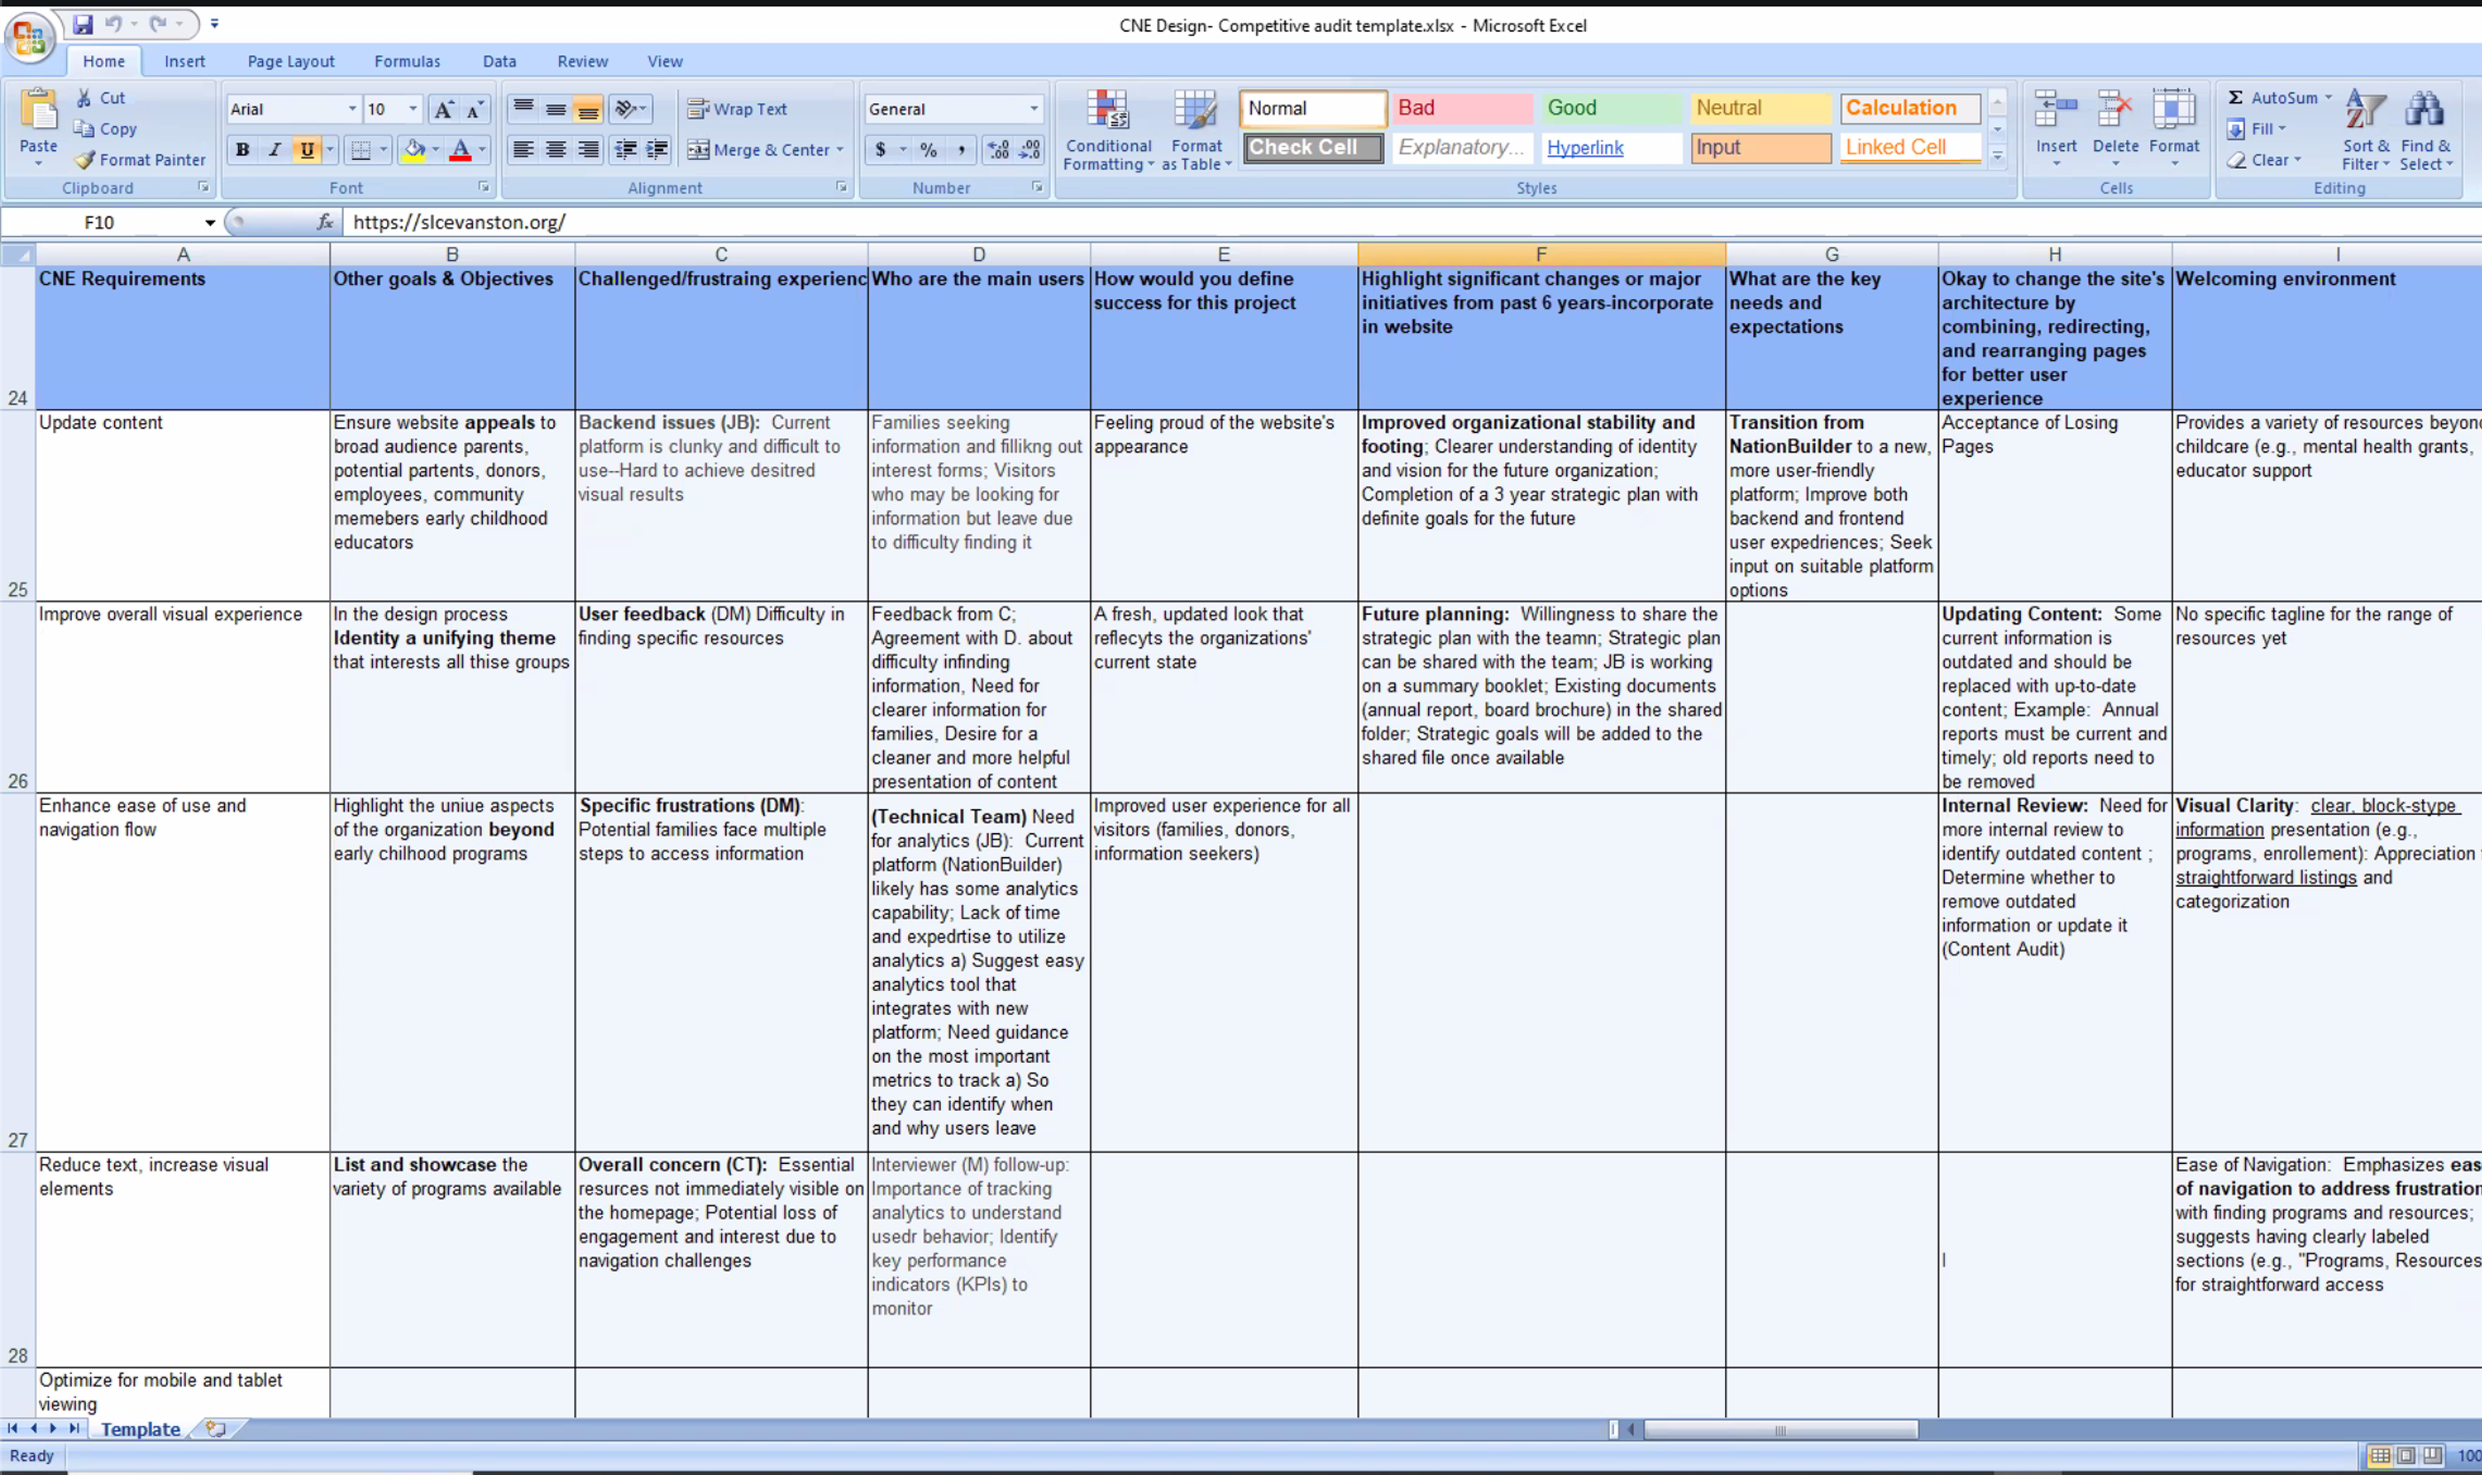 CNE Design- Competitive audit template.xlsx - Microsoft Excel
Home Insert Page Layout Formulas Data Review View
Paste
Cut
Copy
Format Painter
Clipboard
Arial 10
B I U
A A
Font
Wrap Text
Merge & Center
Alignment
General
$ % ,
Number
Conditional Formatting
Format as Table
Normal Bad Good Neutral Calculation
Check Cell Explanatory... Hyperlink Input Linked Cell
Styles
Insert Delete Format
Cells
Σ AutoSum
Fill
Clear
Sort & Filter
Find & Select
Editing
F10 fx https://slcevanston.org/
A B C D E F G H I
24
CNE Requirements
Other goals & Objectives
Challenged/frustraing experienc
Who are the main users
How would you define
success for this project
Highlight significant changes or major
initiatives from past 6 years-incorporate
in website
What are the key
needs and
expectations
Okay to change the site's
architecture by
combining, redirecting,
and rearranging pages
for better user
experience
Welcoming environment
25
Update content
Ensure website appeals to
broad audience parents,
potential partents, donors,
employees, community
memebers early childhood
educators
Backend issues (JB): Current
platform is clunky and difficult to
use--Hard to achieve desitred
visual results
Families seeking
information and fillikng out
interest forms; Visitors
who may be looking for
information but leave due
to difficulty finding it
Feeling proud of the website's
appearance
Improved organizational stability and
footing; Clearer understanding of identity
and vision for the future organization;
Completion of a 3 year strategic plan with
definite goals for the future
Transition from
NationBuilder to a new,
more user-friendly
platform; Improve both
backend and frontend
user expedriences; Seek
input on suitable platform
options
Acceptance of Losing
Pages
Provides a variety of resources beyon
childcare (e.g., mental health grants,
educator support
26
Improve overall visual experience
In the design process
Identity a unifying theme
that interests all thise groups
User feedback (DM) Difficulty in
finding specific resources
Feedback from C;
Agreement with D. about
difficulty infinding
information, Need for
clearer information for
families, Desire for a
cleaner and more helpful
presentation of content
A fresh, updated look that
reflecyts the organizations'
current state
Future planning: Willingness to share the
strategic plan with the teamn; Strategic plan
can be shared with the team; JB is working
on a summary booklet; Existing documents
(annual report, board brochure) in the shared
folder; Strategic goals will be added to the
shared file once available
Updating Content: Some
current information is
outdated and should be
replaced with up-to-date
content; Example: Annual
reports must be current and
timely; old reports need to
be removed
No specific tagline for the range of
resources yet
27
Enhance ease of use and
navigation flow
Highlight the uniue aspects
of the organization beyond
early chilhood programs
Specific frustrations (DM):
Potential families face multiple
steps to access information
(Technical Team) Need
for analytics (JB): Current
platform (NationBuilder)
likely has some analytics
capability; Lack of time
and expedrtise to utilize
analytics a) Suggest easy
analytics tool that
integrates with new
platform; Need guidance
on the most important
metrics to track a) So
they can identify when
and why users leave
Improved user experience for all
visitors (families, donors,
information seekers)
Internal Review: Need for
more internal review to
identify outdated content ;
Determine whether to
remove outdated
information or update it
(Content Audit)
Visual Clarity: clear, block-stype
information presentation (e.g.,
programs, enrollement): Appreciation
straightforward listings and
categorization
28
Reduce text, increase visual
elements
List and showcase the
variety of programs available
Overall concern (CT): Essential
resurces not immediately visible on
the homepage; Potential loss of
engagement and interest due to
navigation challenges
Interviewer (M) follow-up:
Importance of tracking
analytics to understand
usedr behavior; Identify
key performance
indicators (KPIs) to
monitor
l
Ease of Navigation: Emphasizes eas
of navigation to address frustration
with finding programs and resources;
suggests having clearly labeled
sections (e.g., "Programs, Resources
for straightforward access
Optimize for mobile and tablet
viewing
Template
Ready
100